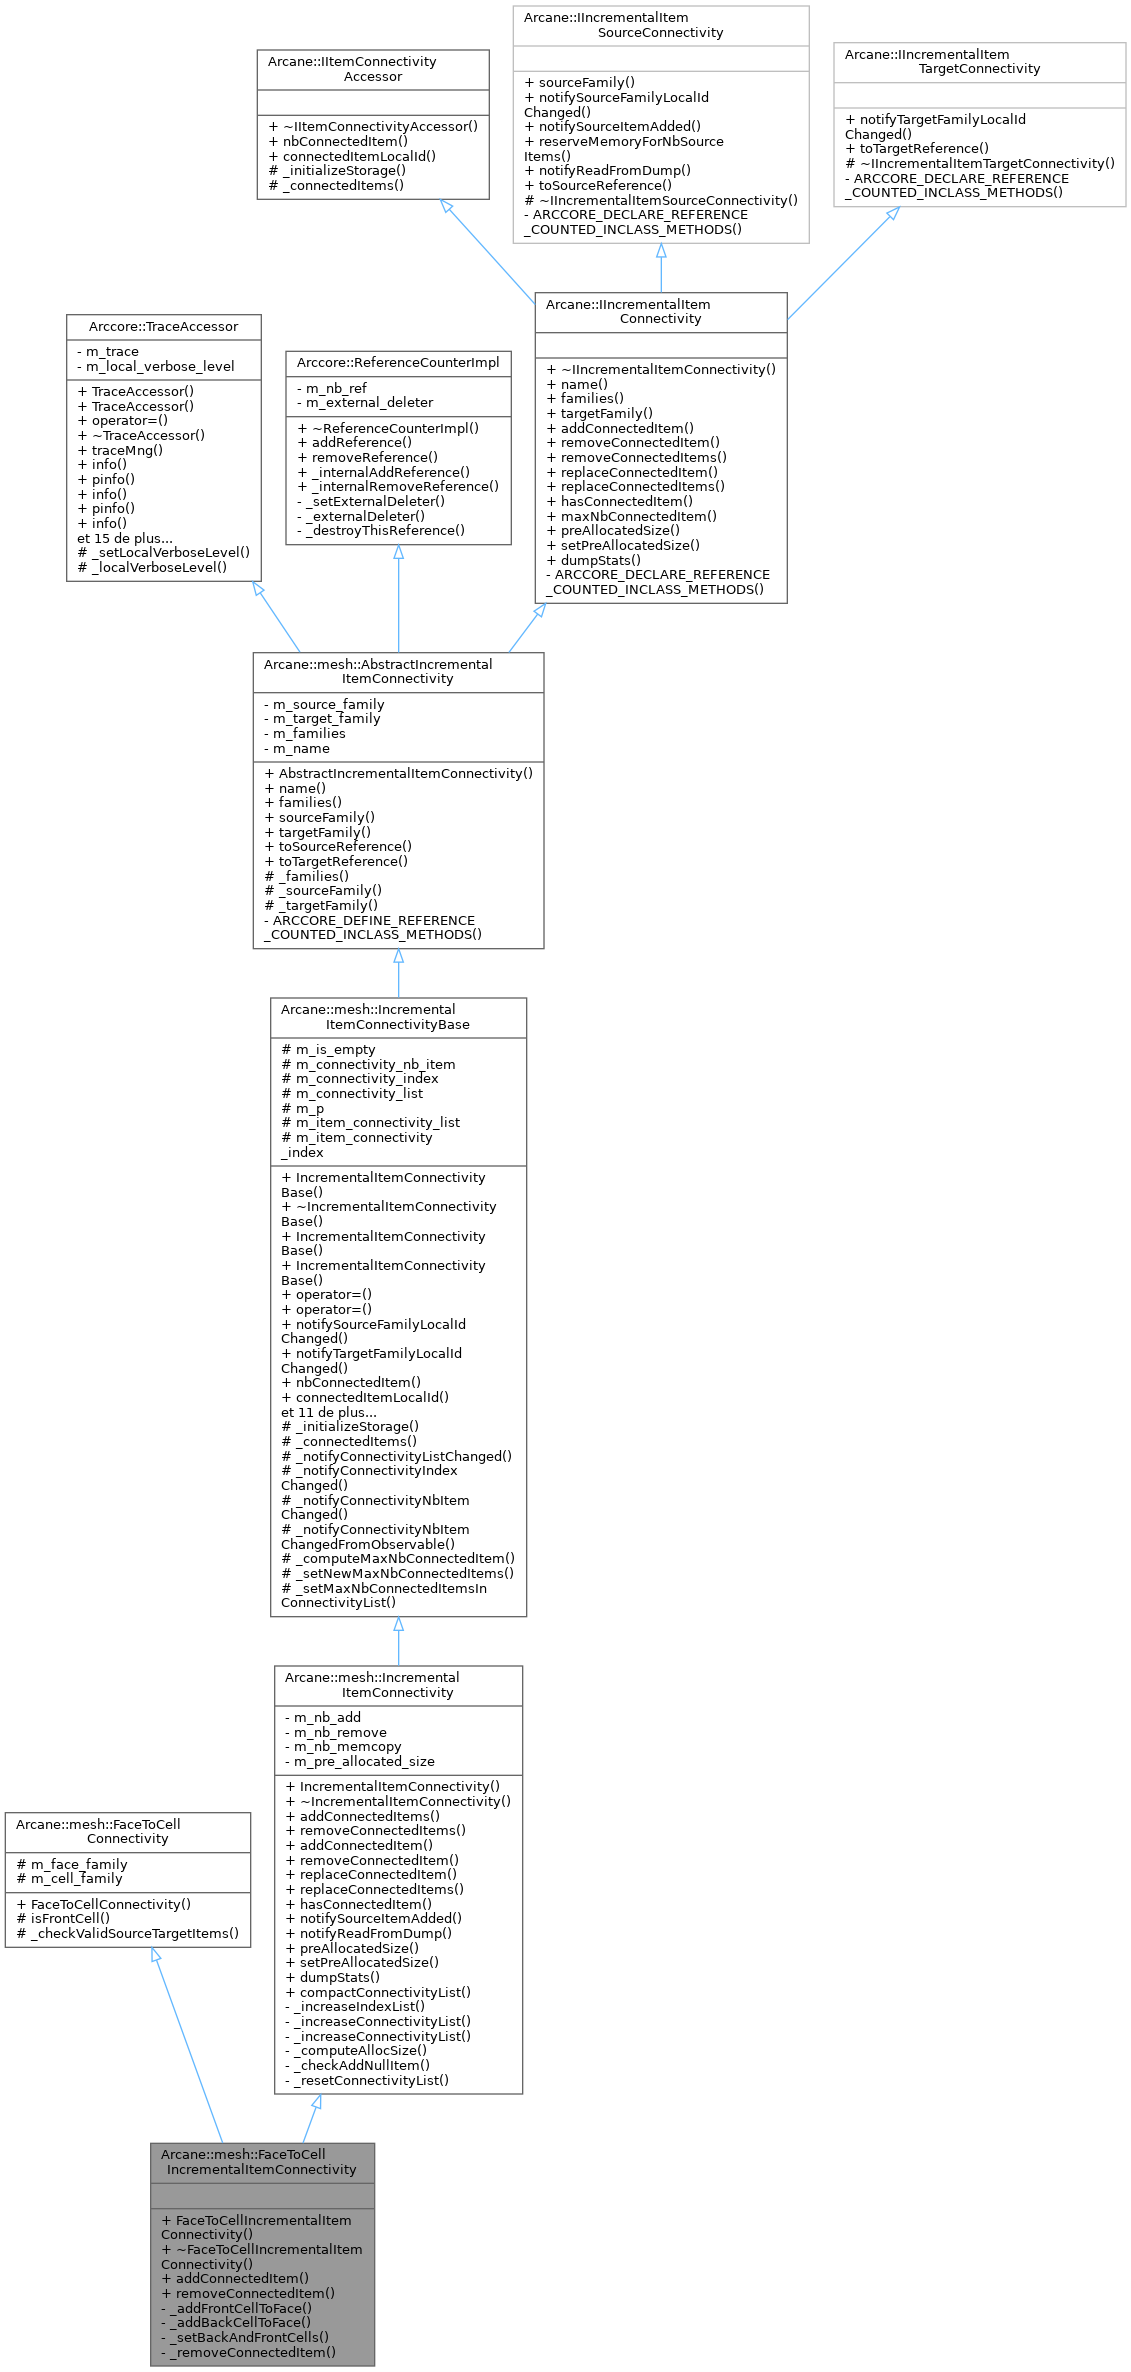 Arcane::IItemConnectivity
Accessor
+ ~IItemConnectivityAccessor()
+ nbConnectedItem()
+ connectedItemLocalId()
# _initializeStorage()
# _connectedItems()
Arcane::IIncrementalItem
SourceConnectivity
+ sourceFamily()
+ notifySourceFamilyLocalId
Changed()
+ notifySourceItemAdded()
+ reserveMemoryForNbSource
Items()
+ notifyReadFromDump()
+ toSourceReference()
# ~IIncrementalItemSourceConnectivity()
- ARCCORE_DECLARE_REFERENCE
_COUNTED_INCLASS_METHODS()
Arcane::IIncrementalItem
TargetConnectivity
+ notifyTargetFamilyLocalId
Changed()
+ toTargetReference()
# ~IIncrementalItemTargetConnectivity()
- ARCCORE_DECLARE_REFERENCE
_COUNTED_INCLASS_METHODS()
Arccore::TraceAccessor
- m_trace
- m_local_verbose_level
+ TraceAccessor()
+ TraceAccessor()
+ operator=()
+ ~TraceAccessor()
+ traceMng()
+ info()
+ pinfo()
+ info()
+ pinfo()
+ info()
et 15 de plus...
# _setLocalVerboseLevel()
# _localVerboseLevel()
Arccore::ReferenceCounterImpl
- m_nb_ref
- m_external_deleter
+ ~ReferenceCounterImpl()
+ addReference()
+ removeReference()
+ _internalAddReference()
+ _internalRemoveReference()
- _setExternalDeleter()
- _externalDeleter()
- _destroyThisReference()
Arcane::IIncrementalItem
Connectivity
+ ~IIncrementalItemConnectivity()
+ name()
+ families()
+ targetFamily()
+ addConnectedItem()
+ removeConnectedItem()
+ removeConnectedItems()
+ replaceConnectedItem()
+ replaceConnectedItems()
+ hasConnectedItem()
+ maxNbConnectedItem()
+ preAllocatedSize()
+ setPreAllocatedSize()
+ dumpStats()
- ARCCORE_DECLARE_REFERENCE
_COUNTED_INCLASS_METHODS()
Arcane::mesh::AbstractIncremental
ItemConnectivity
- m_source_family
- m_target_family
- m_families
- m_name
+ AbstractIncrementalItemConnectivity()
+ name()
+ families()
+ sourceFamily()
+ targetFamily()
+ toSourceReference()
+ toTargetReference()
# _families()
# _sourceFamily()
# _targetFamily()
- ARCCORE_DEFINE_REFERENCE
_COUNTED_INCLASS_METHODS()
Arcane::mesh::Incremental
ItemConnectivityBase
# m_is_empty
# m_connectivity_nb_item
# m_connectivity_index
# m_connectivity_list
# m_p
# m_item_connectivity_list
# m_item_connectivity
_index
+ IncrementalItemConnectivity
Base()
+ ~IncrementalItemConnectivity
Base()
+ IncrementalItemConnectivity
Base()
+ IncrementalItemConnectivity
Base()
+ operator=()
+ operator=()
+ notifySourceFamilyLocalId
Changed()
+ notifyTargetFamilyLocalId
Changed()
+ nbConnectedItem()
+ connectedItemLocalId()
et 11 de plus...
# _initializeStorage()
# _connectedItems()
# _notifyConnectivityListChanged()
# _notifyConnectivityIndex
Changed()
# _notifyConnectivityNbItem
Changed()
# _notifyConnectivityNbItem
ChangedFromObservable()
# _computeMaxNbConnectedItem()
# _setNewMaxNbConnectedItems()
# _setMaxNbConnectedItemsIn
ConnectivityList()
Arcane::mesh::Incremental
ItemConnectivity
- m_nb_add
- m_nb_remove
- m_nb_memcopy
- m_pre_allocated_size
+ IncrementalItemConnectivity()
+ ~IncrementalItemConnectivity()
+ addConnectedItems()
+ removeConnectedItems()
+ addConnectedItem()
+ removeConnectedItem()
+ replaceConnectedItem()
+ replaceConnectedItems()
+ hasConnectedItem()
+ notifySourceItemAdded()
+ notifyReadFromDump()
+ preAllocatedSize()
+ setPreAllocatedSize()
+ dumpStats()
+ compactConnectivityList()
- _increaseIndexList()
- _increaseConnectivityList()
- _increaseConnectivityList()
- _computeAllocSize()
- _checkAddNullItem()
- _resetConnectivityList()
Arcane::mesh::FaceToCell
Connectivity
# m_face_family
# m_cell_family
+ FaceToCellConnectivity()
# isFrontCell()
# _checkValidSourceTargetItems()
Arcane::mesh::FaceToCell
IncrementalItemConnectivity
+ FaceToCellIncrementalItem
Connectivity()
+ ~FaceToCellIncrementalItem
Connectivity()
+ addConnectedItem()
+ removeConnectedItem()
- _addFrontCellToFace()
- _addBackCellToFace()
- _setBackAndFrontCells()
- _removeConnectedItem()